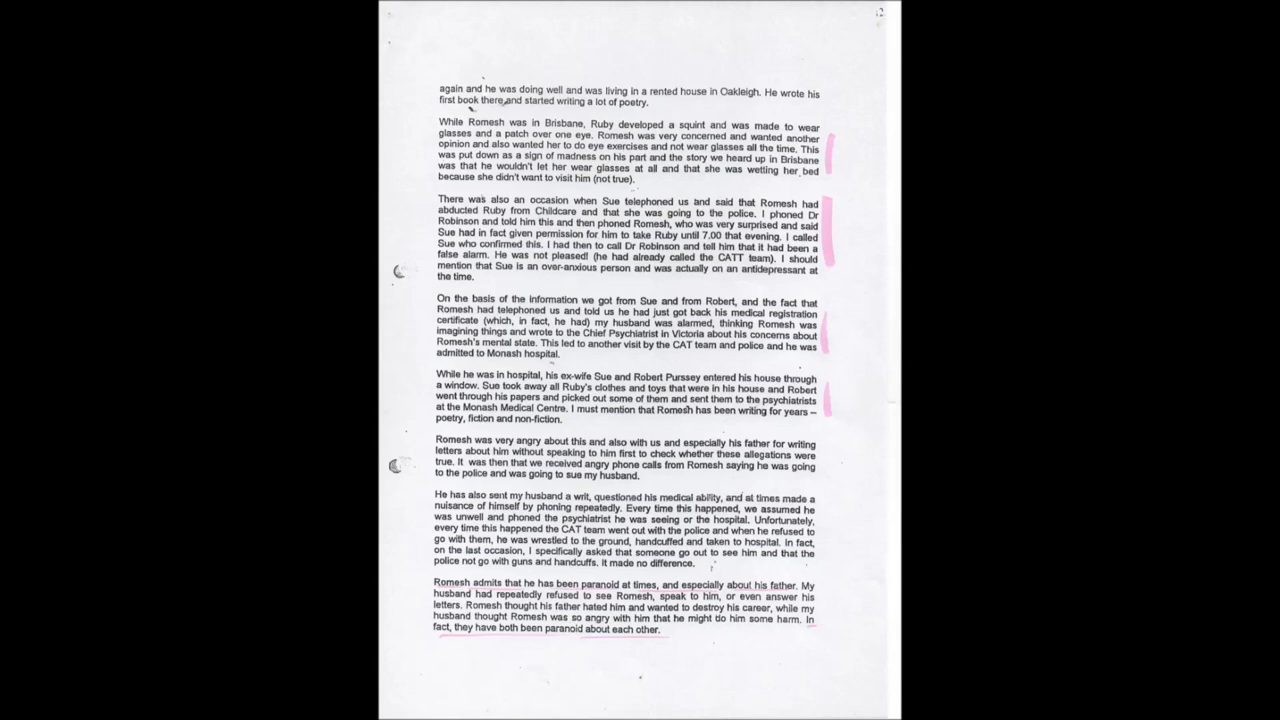 2
again and he was doing well and was living in a rented house in Oakleigh. He wrote his
first book there and started writing a lot of poetry.
While Romesh was in Brisbane, Ruby developed a squint and was made to wear
glasses and a patch over one eye. Romesh was very concerned and wanted another
opinion and also wanted her to do eye exercises and not wear glasses all the time. This
was put down as a sign of madness on his part and the story we heard up in Brisbane
was that he wouldn't let her wear glasses at all and that she was wetting her bed
because she didn't want to visit him (not true).
There was also an occasion when Sue telephoned us and said that Romesh had
abducted Ruby from Childcare and that she was going to the police. I phoned Dr
Robinson and told him this and then phoned Romesh, who was very surprised and said
Sue had in fact given permission for him to take Ruby until 7.00 that evening. I called
Sue who confirmed this. I had then to call Dr Robinson and tell him that it had been a
false alarm. He was not pleased! (he had already called the CATT team). I should
mention that Sue is an over-anxious person and was actually on an antidepressant at
the time.
On the basis of the information we got from Sue and from Robert, and the fact that
Romesh had telephoned us and told us he had just got back his medical registration
certificate (which, in fact, he had) my husband was alarmed, thinking Romesh was
imagining things and wrote to the Chief Psychiatrist in Victoria about his concerns about
Romesh's mental state. This led to another visit by the CAT team and police and he was
admitted to Monash hospital.
While he was in hospital, his ex-wife Sue and Robert Purssey entered his house through
a window. Sue took away all Ruby's clothes and toys that were in his house and Robert
went through his papers and picked out some of them and sent them to the psychiatrists
at the Monash Medical Centre. I must mention that Romesh has been writing for years –
poetry, fiction and non-fiction.
Romesh was very angry about this and also with us and especially his father for writing
letters about him without speaking to him first to check whether these allegations were
true. It was then that we received angry phone calls from Romesh saying he was going
to the police and was going to sue my husband.
He has also sent my husband a writ, questioned his medical ability, and at times made a
nuisance of himself by phoning repeatedly. Every time this happened, we assumed he
was unwell and phoned the psychiatrist he was seeing or the hospital. Unfortunately,
every time this happened the CAT team went out with the police and when he refused to
go with them, he was wrestled to the ground, handcuffed and taken to hospital. In fact,
on the last occasion, I specifically asked that someone go out to see him and that the
police not go with guns and handcuffs. It made no difference.
Romesh admits that he has been paranoid at times, and especially about his father. My
husband had repeatedly refused to see Romesh, speak to him, or even answer his
letters. Romesh thought his father hated him and wanted to destroy his career, while my
husband thought Romesh was so angry with him that he might do him some harm. In
fact, they have both been paranoid about each other.